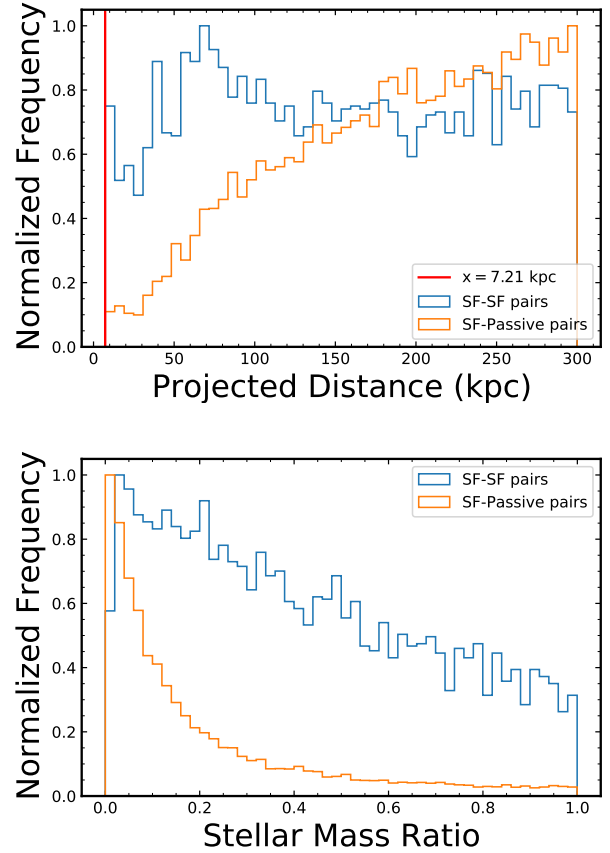 Normalized Frequency
1.0
0.8
0.6
0.4
0.2
0.0
x = 7.21 kpc
SF-SF pairs
SF-Passive pairs
0 50 100 150 200 250 300
Projected Distance (kpc)
Normalized Frequency
1.0
0.8
0.6
0.4
0.2
0.0
SF-SF pairs
SF-Passive pairs
0.0 0.2 0.4 0.6 0.8 1.0
Stellar Mass Ratio